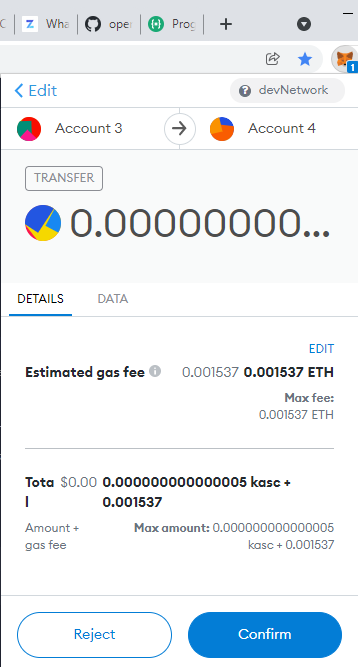 Wha
oper
Prog
1
Edit
devNetwork
Account 3
Account 4
TRANSFER
0.00000000...
DETAILS
DATA
EDIT
Estimated gas fee 0.001537 0.001537 ETH
Max fee:
0.001537 ETH
Tota $0.00 0.000000000000005 kasc +
l 0.001537
Amount + Max amount: 0.000000000000005
gas fee kasc + 0.001537
Reject
Confirm